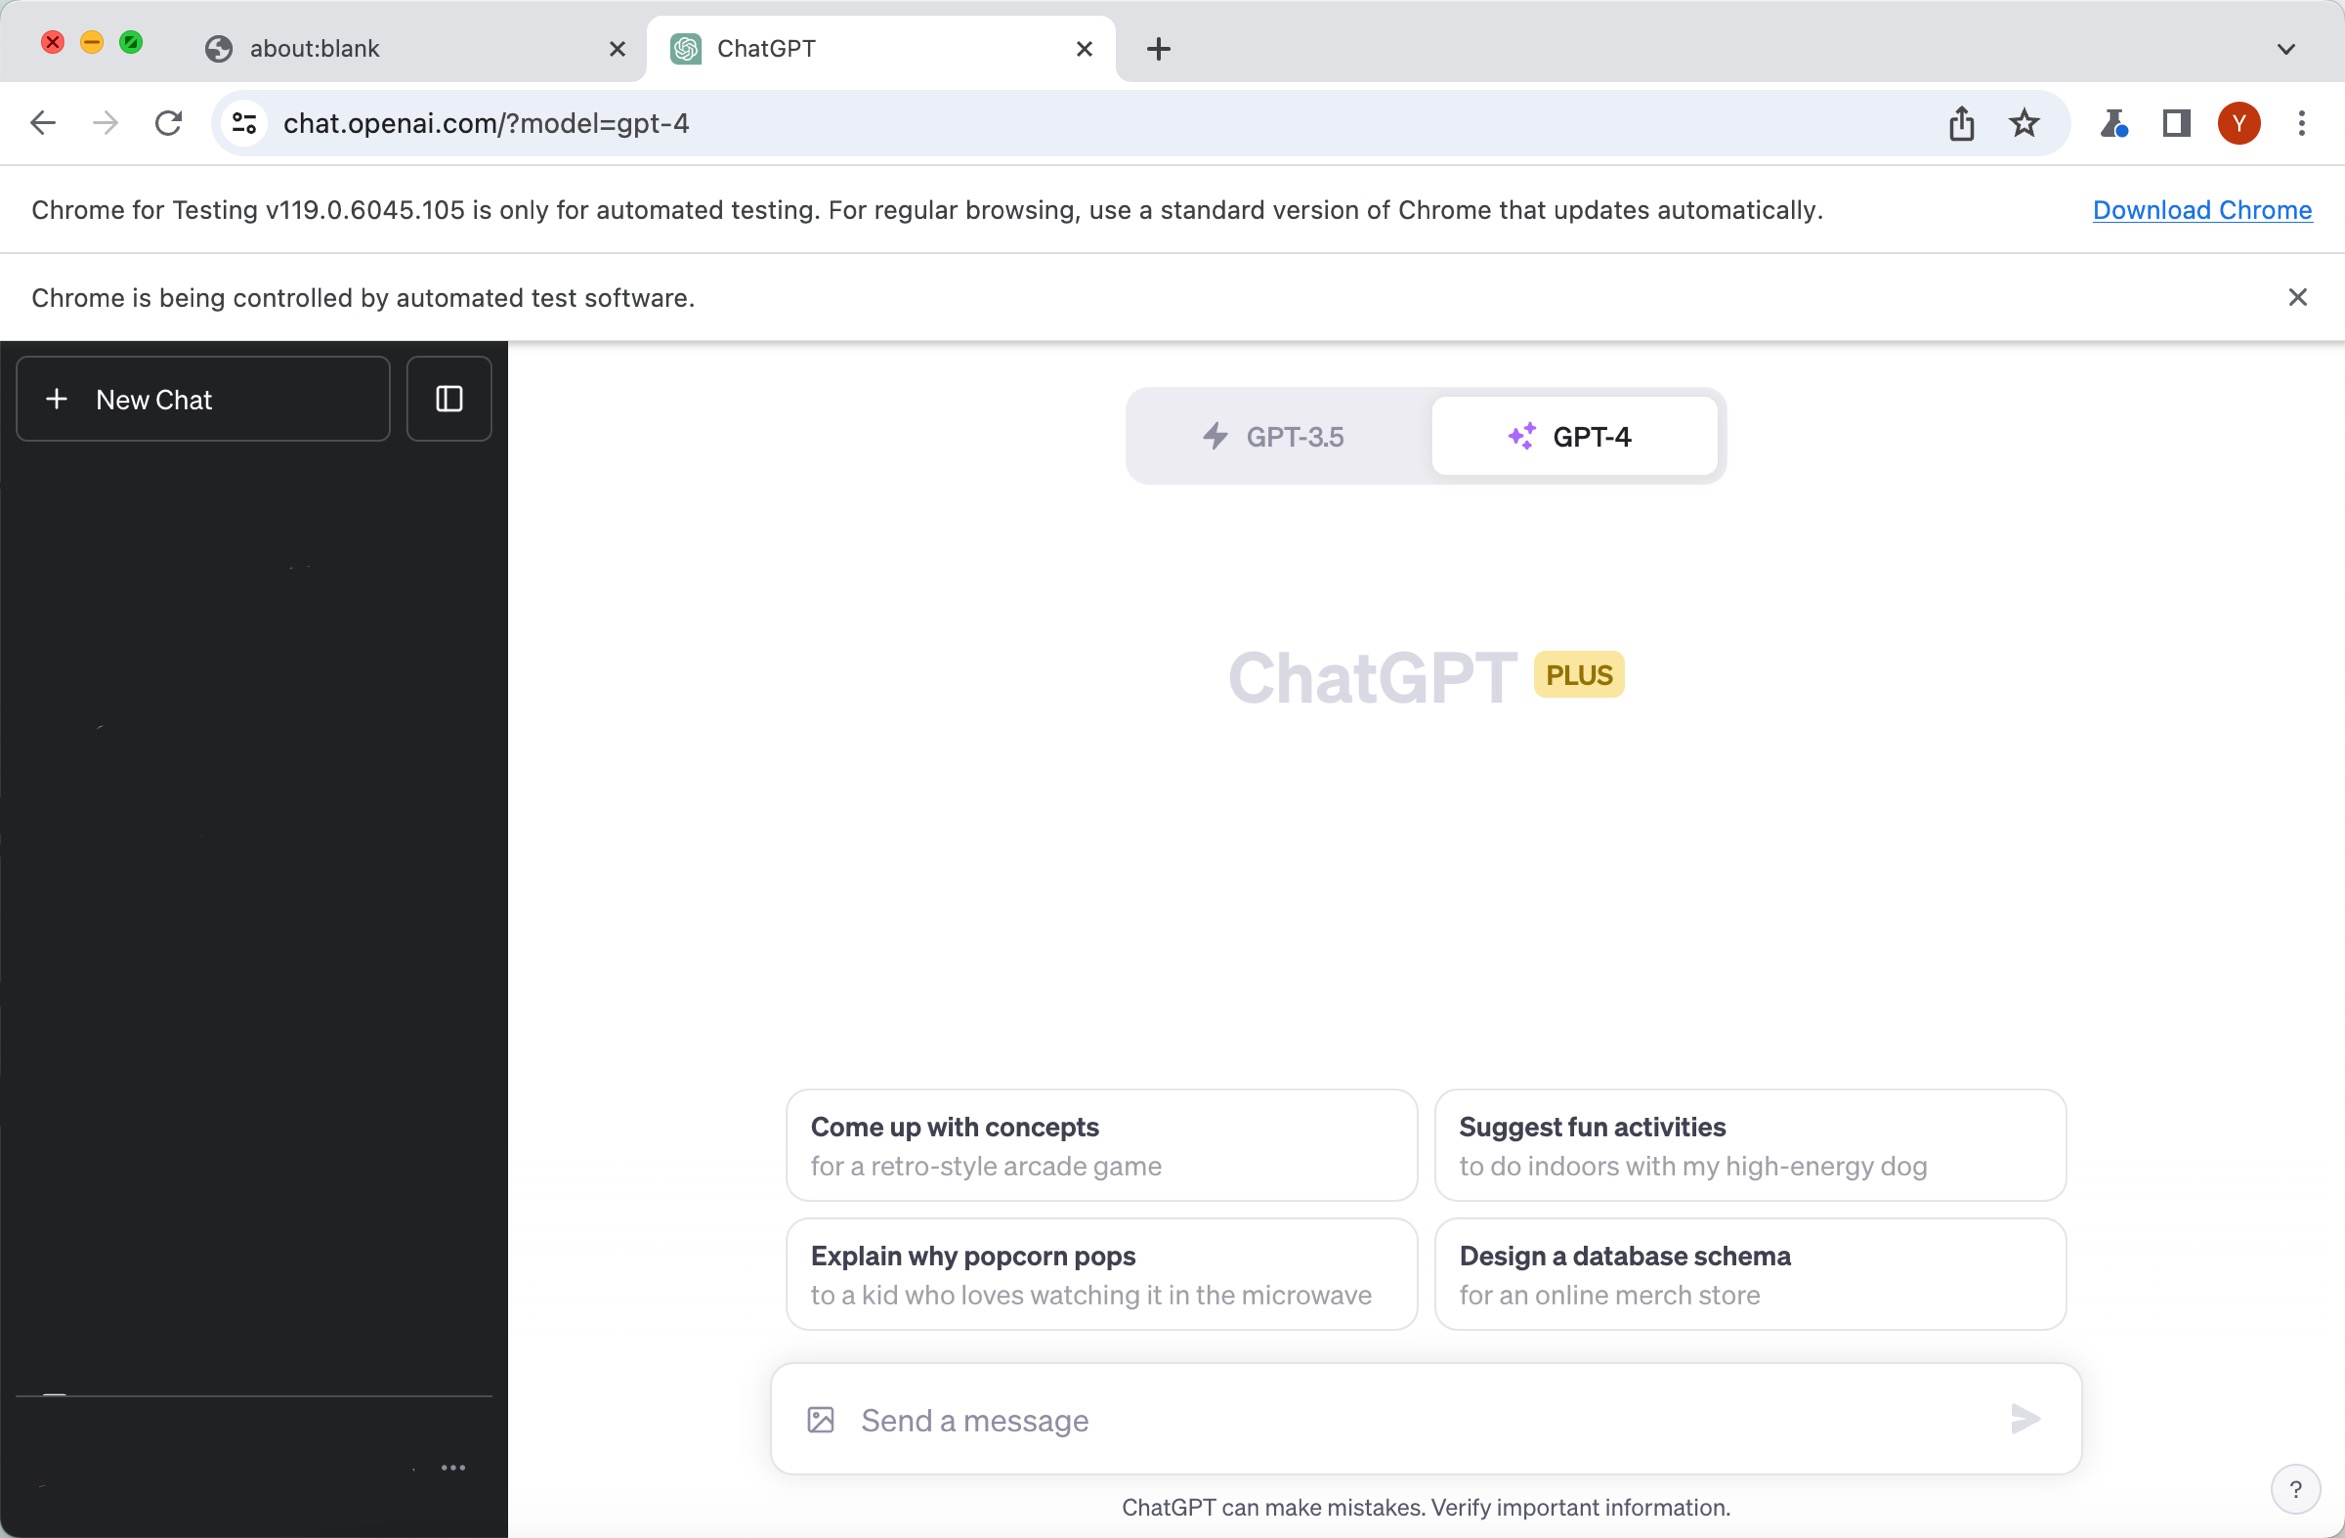 about:blank
ChatGPT
chat.openai.com/?model=gpt-4
Y
Chrome for Testing v119.0.6045.105 is only for automated testing. For regular browsing, use a standard version of Chrome that updates automatically.
Download Chrome
Chrome is being controlled by automated test software.
New Chat
GPT-3.5
GPT-4
ChatGPT PLUS
Come up with concepts
for a retro-style arcade game
Suggest fun activities
to do indoors with my high-energy dog
Explain why popcorn pops
to a kid who loves watching it in the microwave
Design a database schema
for an online merch store
Send a message
ChatGPT can make mistakes. Verify important information.
?